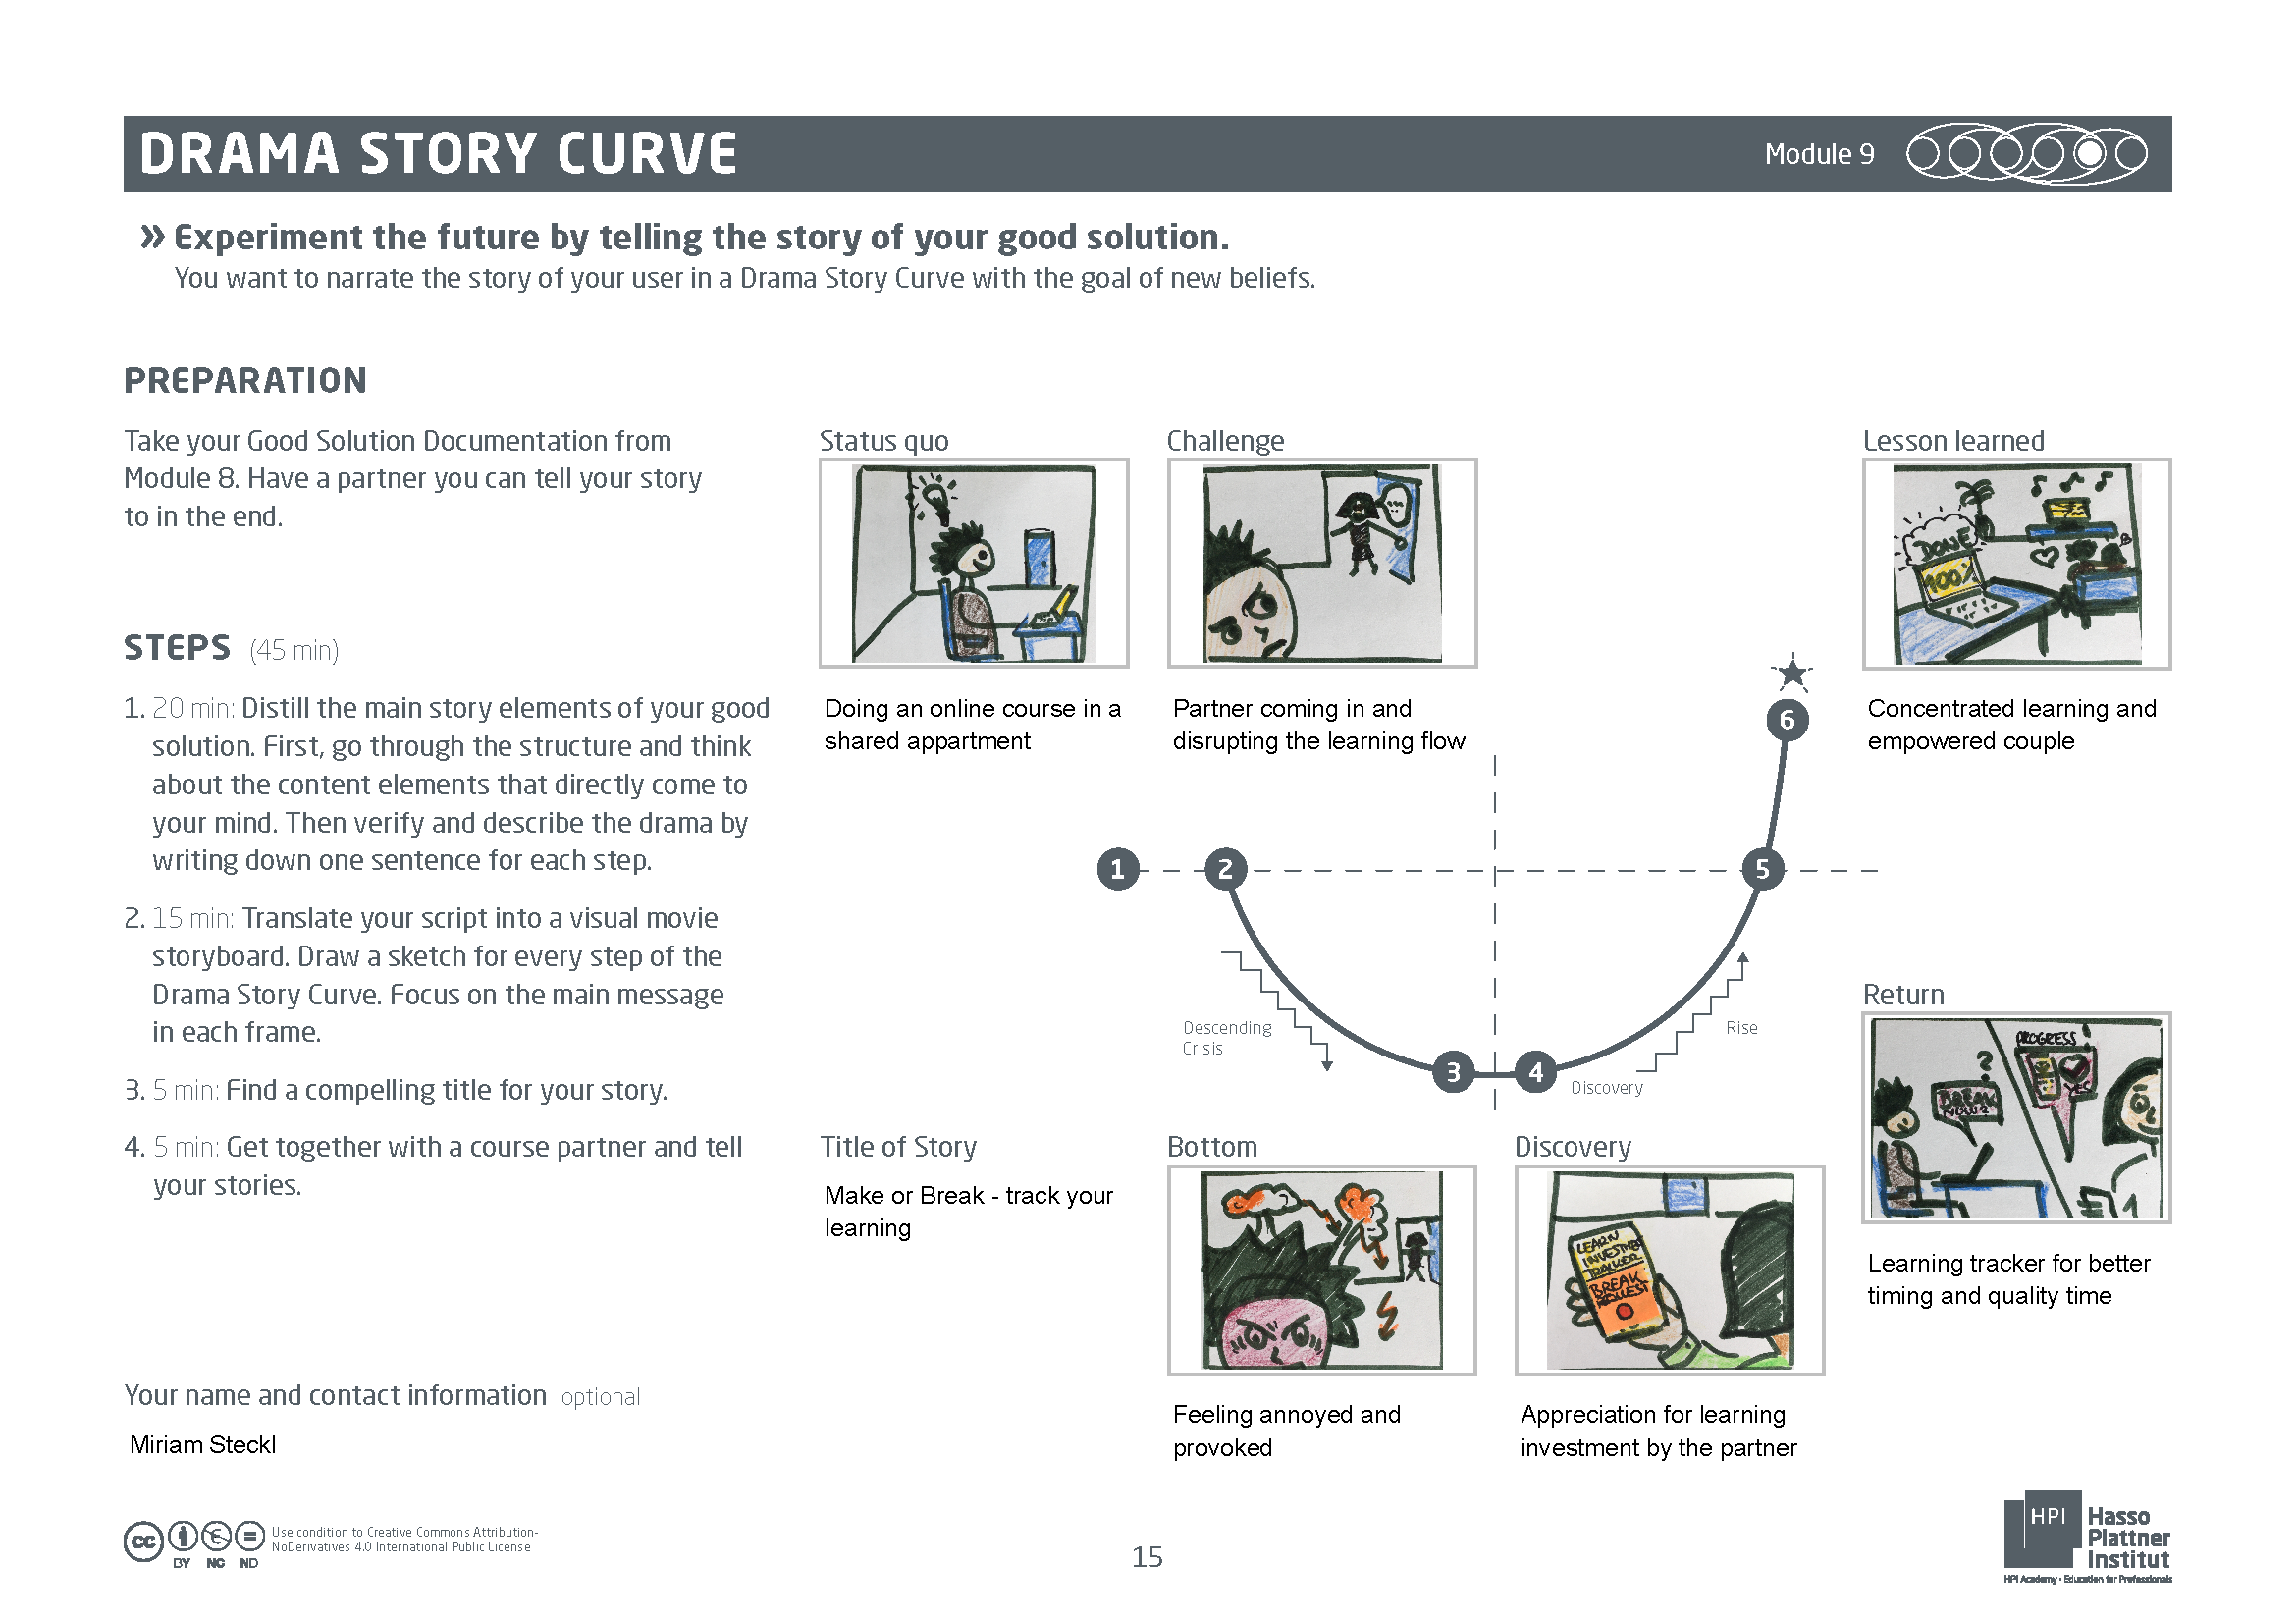 DRAMA STORY CURVE
Module 9
» Experiment the future by telling the story of your good solution.
You want to narrate the story of your user in a Drama Story Curve with the goal of new beliefs.
PREPARATION
Take your Good Solution Documentation from
Module 8. Have a partner you can tell your story
to in the end.
STEPS (45 min)
1. 20 min: Distill the main story elements of your good
solution. First, go through the structure and think
about the content elements that directly come to
your mind. Then verify and describe the drama by
writing down one sentence for each step.
2. 15 min: Translate your script into a visual movie
storyboard. Draw a sketch for every step of the
Drama Story Curve. Focus on the main message
in each frame.
3. 5 min: Find a compelling title for your story.
4. 5 min: Get together with a course partner and tell
your stories.
Your name and contact information optional
Miriam Steckl
Status quo
Doing an online course in a
shared appartment
Challenge
Partner coming in and
disrupting the learning flow
Lesson learned
DONE
100%
Concentrated learning and
empowered couple
1
2
3
4
5
6
Descending
Crisis
Discovery
Rise
Return
BREAK
NOW?
?
PROGRESS!
YES
Learning tracker for better
timing and quality time
Title of Story
Make or Break - track your
learning
Bottom
Feeling annoyed and
provoked
Discovery
LEARN
INVESTMENT
TRACKER
BREAK
REQUEST
Appreciation for learning
investment by the partner
cc
BY NC ND
Use condition to Creative Commons Attribution-
NoDerivatives 4.0 International Public License
15
HPI
Hasso
Plattner
Institut
HPI Academy • Education for Professionals